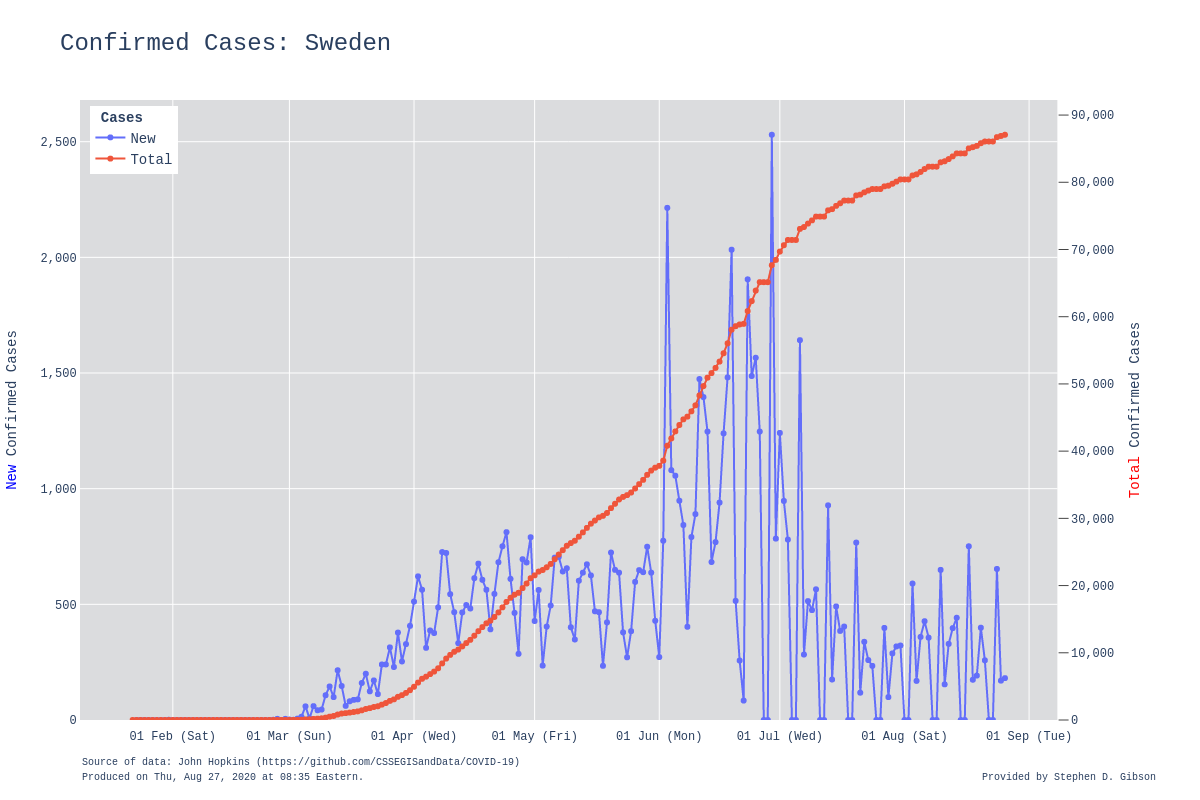 Confirmed Cases: Sweden
Cases
New
Total
2,500
2,000
1,500
1,000
500
0
New Confirmed Cases
90,000
80,000
70,000
60,000
50,000
40,000
30,000
20,000
10,000
0
Total Confirmed Cases
01 Feb (Sat)
01 Mar (Sun)
01 Apr (Wed)
01 May (Fri)
01 Jun (Mon)
01 Jul (Wed)
01 Aug (Sat)
01 Sep (Tue)
Source of data: John Hopkins (https://github.com/CSSEGISandData/COVID-19)
Produced on Thu, Aug 27, 2020 at 08:35 Eastern.
Provided by Stephen D. Gibson